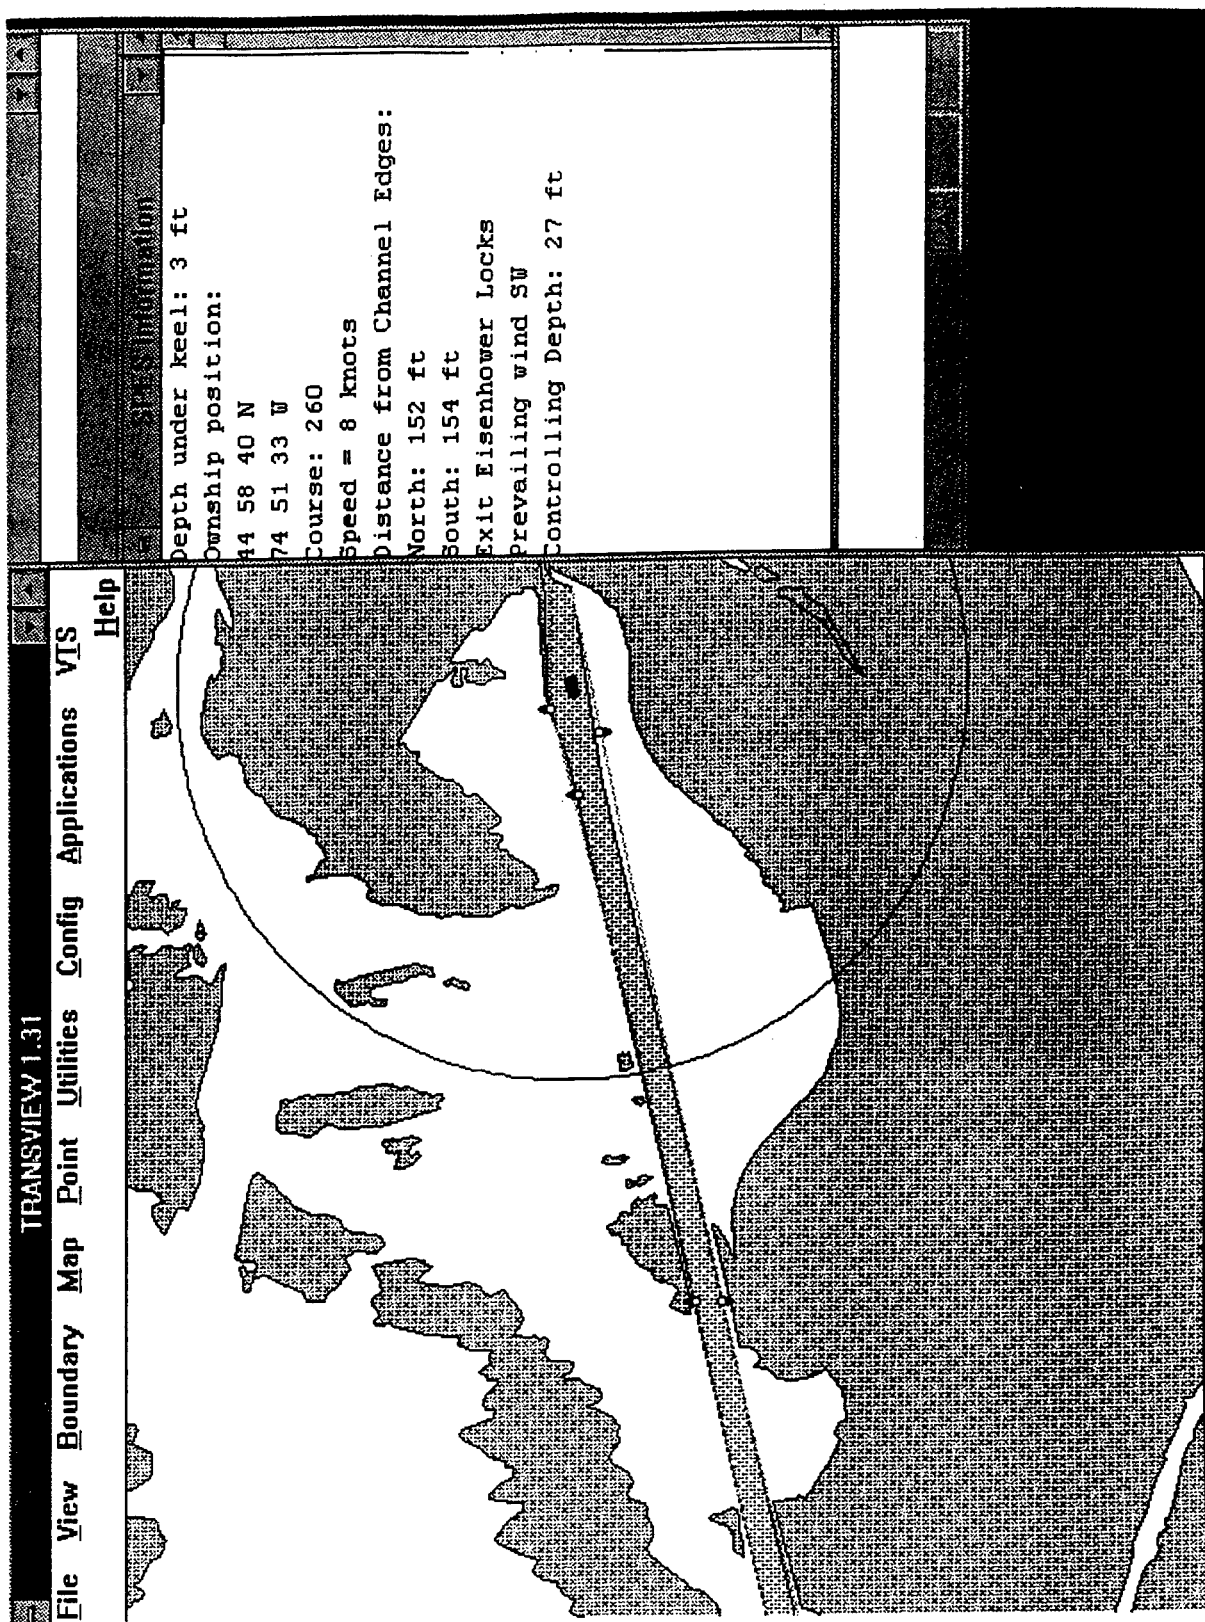 TRANSVIEW 1.31
File View Boundary Map Point Utilities Config Applications VTS
Help
SPES Information
Depth under keel: 3 ft
Ownship position:
44 58 40 N
74 51 33 W
Course: 260
Speed = 8 knots
Distance from Channel Edges:
North: 152 ft
South: 154 ft
Exit Eisenhower Locks
Prevailing wind SW
Controlling Depth: 27 ft